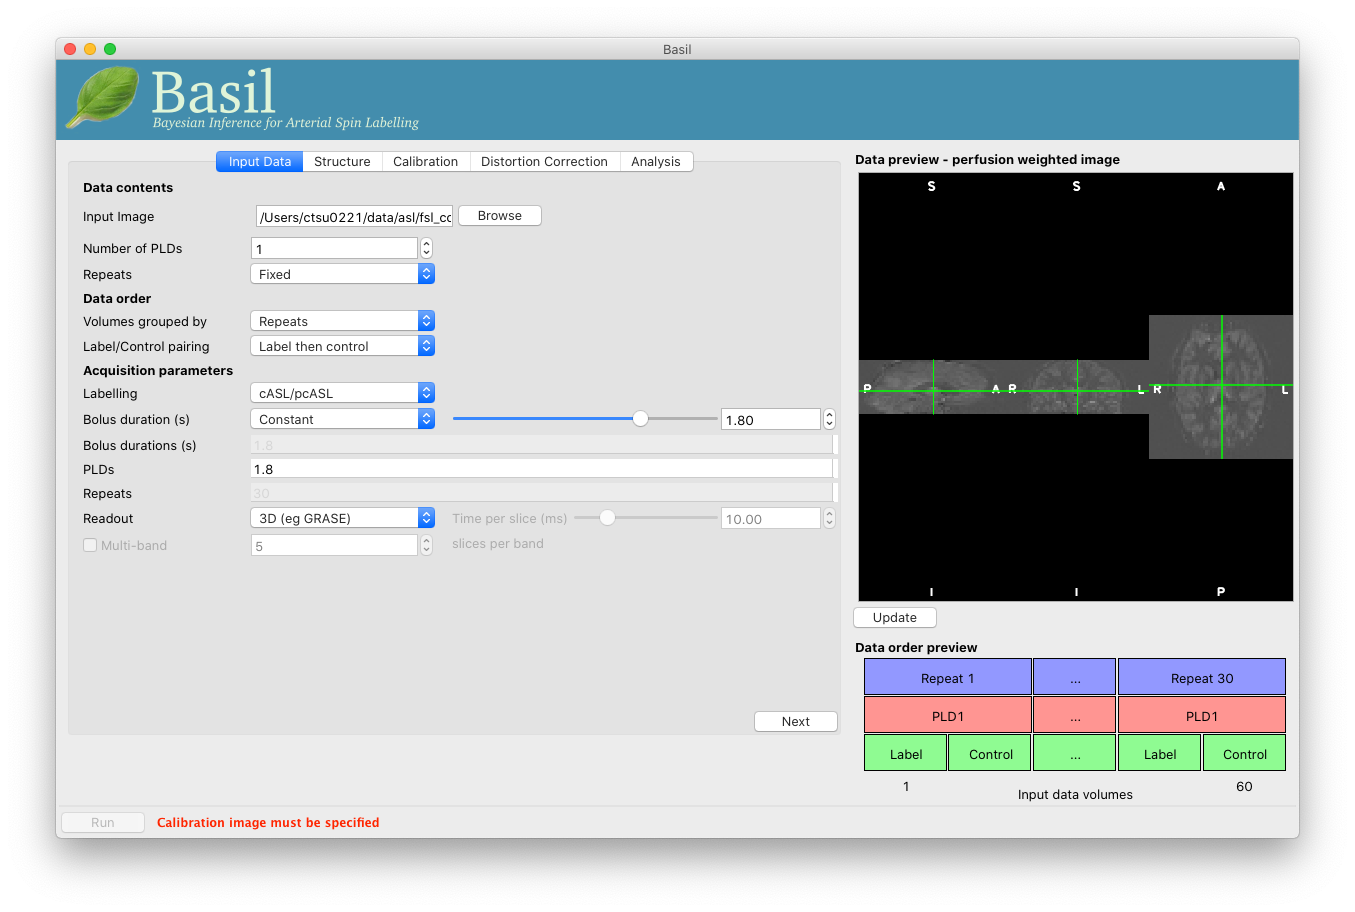 Basil
Basil
Bayesian Inference for Arterial Spin Labelling
Input Data Structure Calibration Distortion Correction Analysis
Data contents
Input Image /Users/ctsu0221/data/asl/fsl_cc Browse
Number of PLDs 1
Repeats Fixed
Data order
Volumes grouped by Repeats
Label/Control pairing Label then control
Acquisition parameters
Labelling cASL/pcASL
Bolus duration (s) Constant 1.80
Bolus durations (s) 1.8
PLDs 1.8
Repeats 30
Readout 3D (eg GRASE) Time per slice (ms) 10.00
Multi-band 5 slices per band
Next
Data preview - perfusion weighted image
S S A
P A R L R L
I I P
Update
Data order preview
Repeat 1 ... Repeat 30
PLD1 ... PLD1
Label Control ... Label Control
1 60
Input data volumes
Run Calibration image must be specified